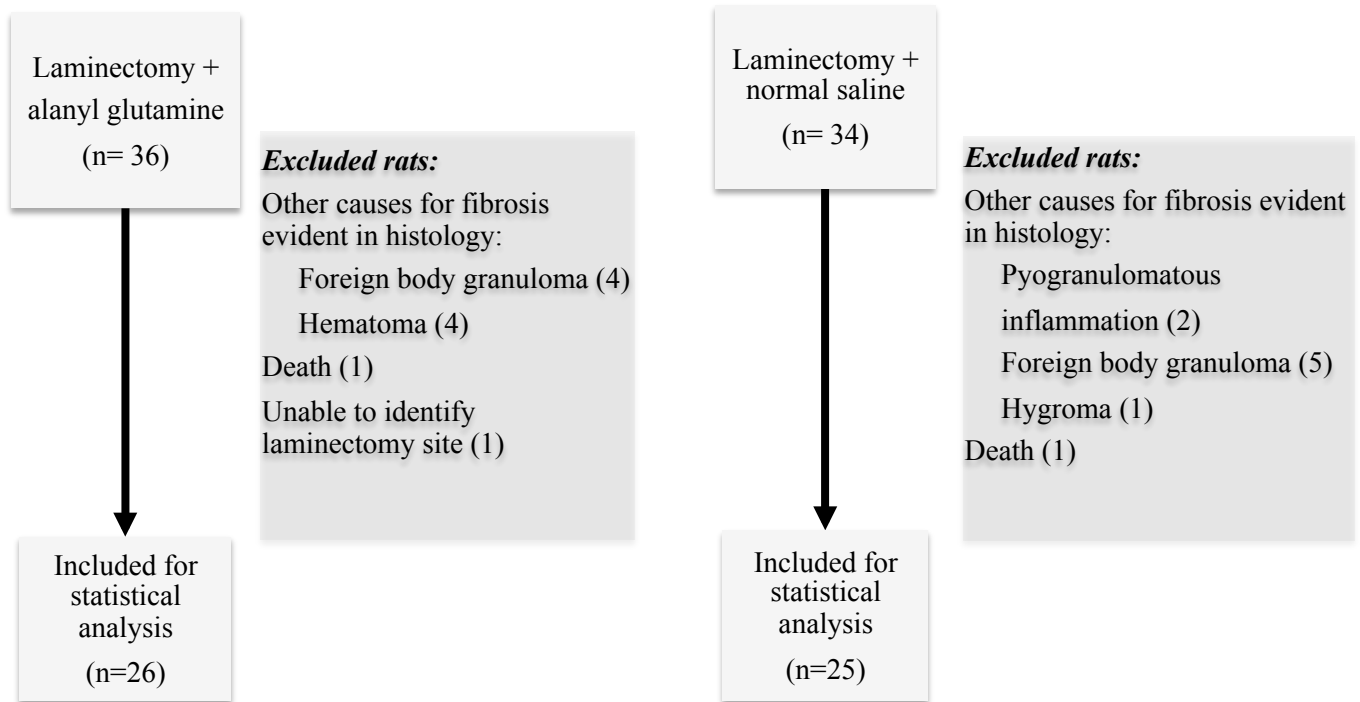 Laminectomy +
alanyl glutamine
(n= 36)
Excluded rats:
Other causes for fibrosis
evident in histology:
Foreign body granuloma (4)
Hematoma (4)
Death (1)
Unable to identify
laminectomy site (1)
Included for
statistical
analysis
(n=26)
Laminectomy +
normal saline
(n= 34)
Excluded rats:
Other causes for fibrosis evident
in histology:
Pyogranulomatous
inflammation (2)
Foreign body granuloma (5)
Hygroma (1)
Death (1)
Included for
statistical
analysis
(n=25)